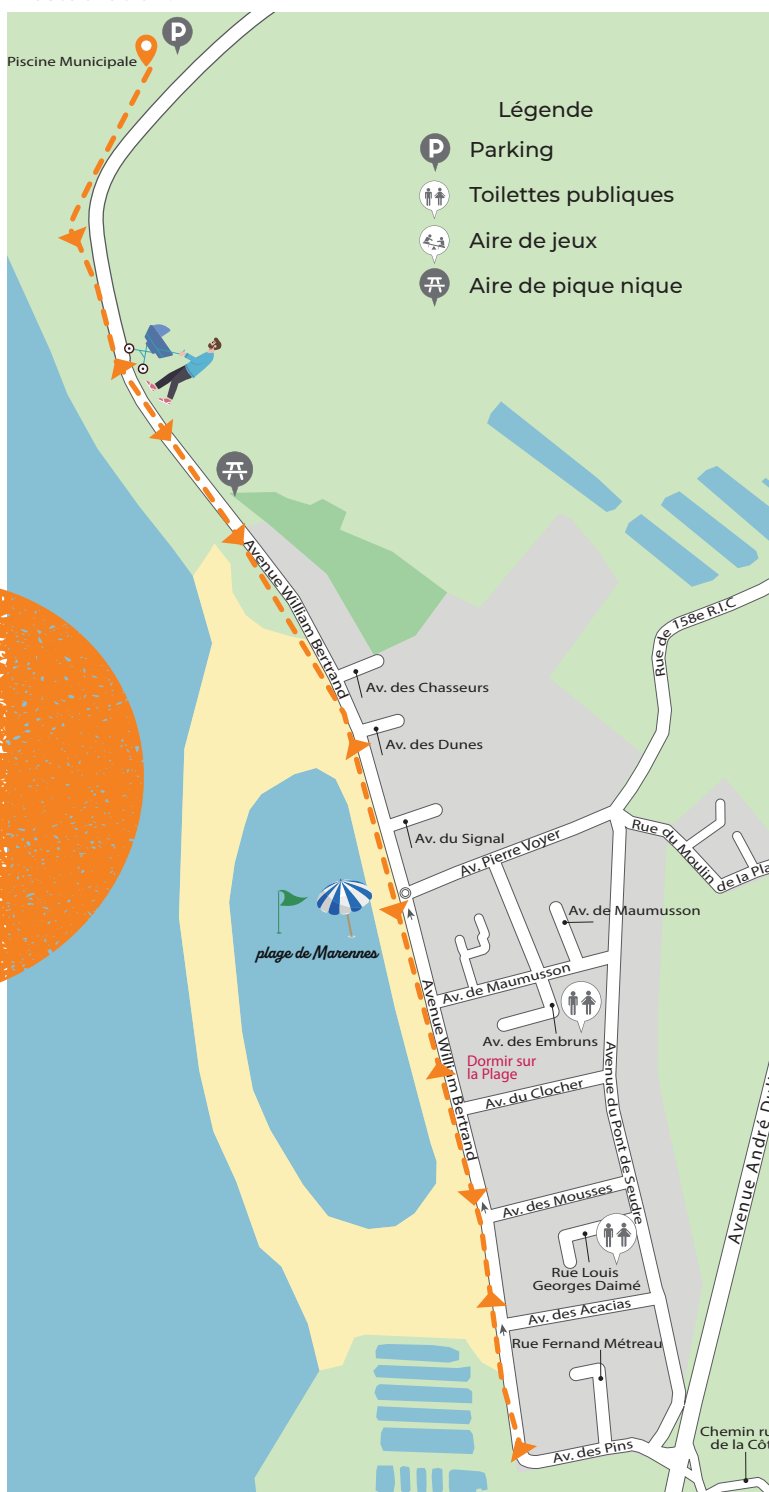 Piscine Municipale
P
Légende
P
Parking
Toilettes publiques
Aire de jeux
Aire de pique nique
Avenue William Bertrand
Rue de 158e R.I.C
Av. des Chasseurs
Av. des Dunes
Av. du Signal
Av. Pierre Voyer
Rue du Moulin
de la
Av. de Maumusson
plage de Marennes
Av. de Maumusson
Av. des Embruns
Dormir sur
la Plage
Avenue William Bertrand
Av. du Clocher
Avenue du Pont de Seudre
Avenue André
Av. des Mousses
Rue Louis
Georges Daimé
Av. des Acacias
Rue Fernand Métreau
Av. des Pins
Chemin
de la